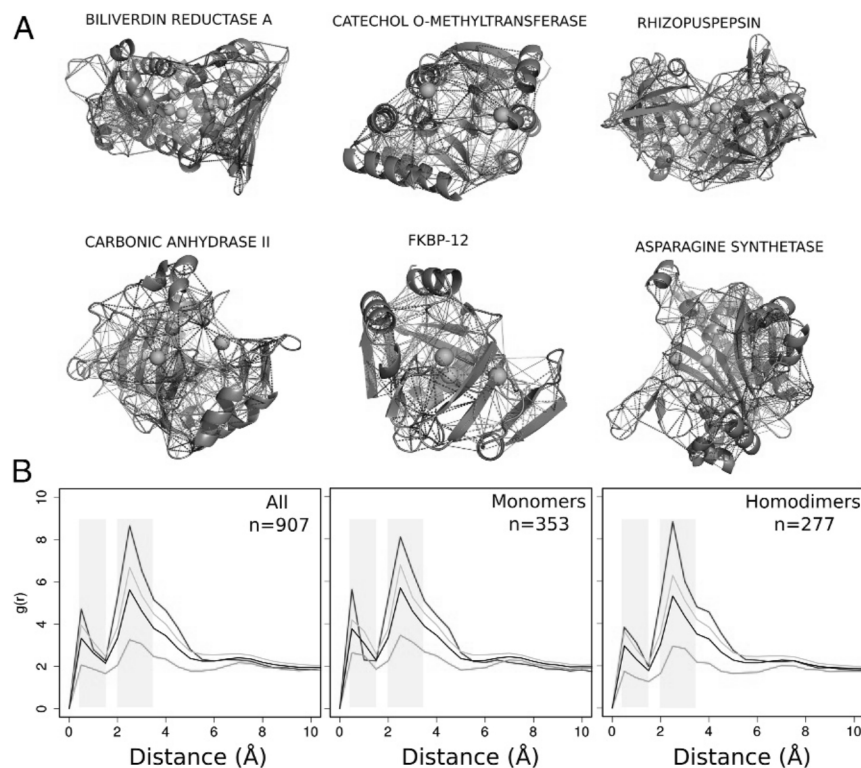 A
BILIVERDIN REDUCTASE A
CATECHOL O-METHYLTRANSFERASE
RHIZOPUSPEPSIN
CARBONIC ANHYDRASE II
FKBP-12
ASPARAGINE SYNTHETASE
B
All
n=907
Monomers
n=353
Homodimers
n=277
g(r)
10
8
6
4
2
0
0 2 4 6 8 10
0 2 4 6 8 10
0 2 4 6 8 10
Distance (Å)
Distance (Å)
Distance (Å)